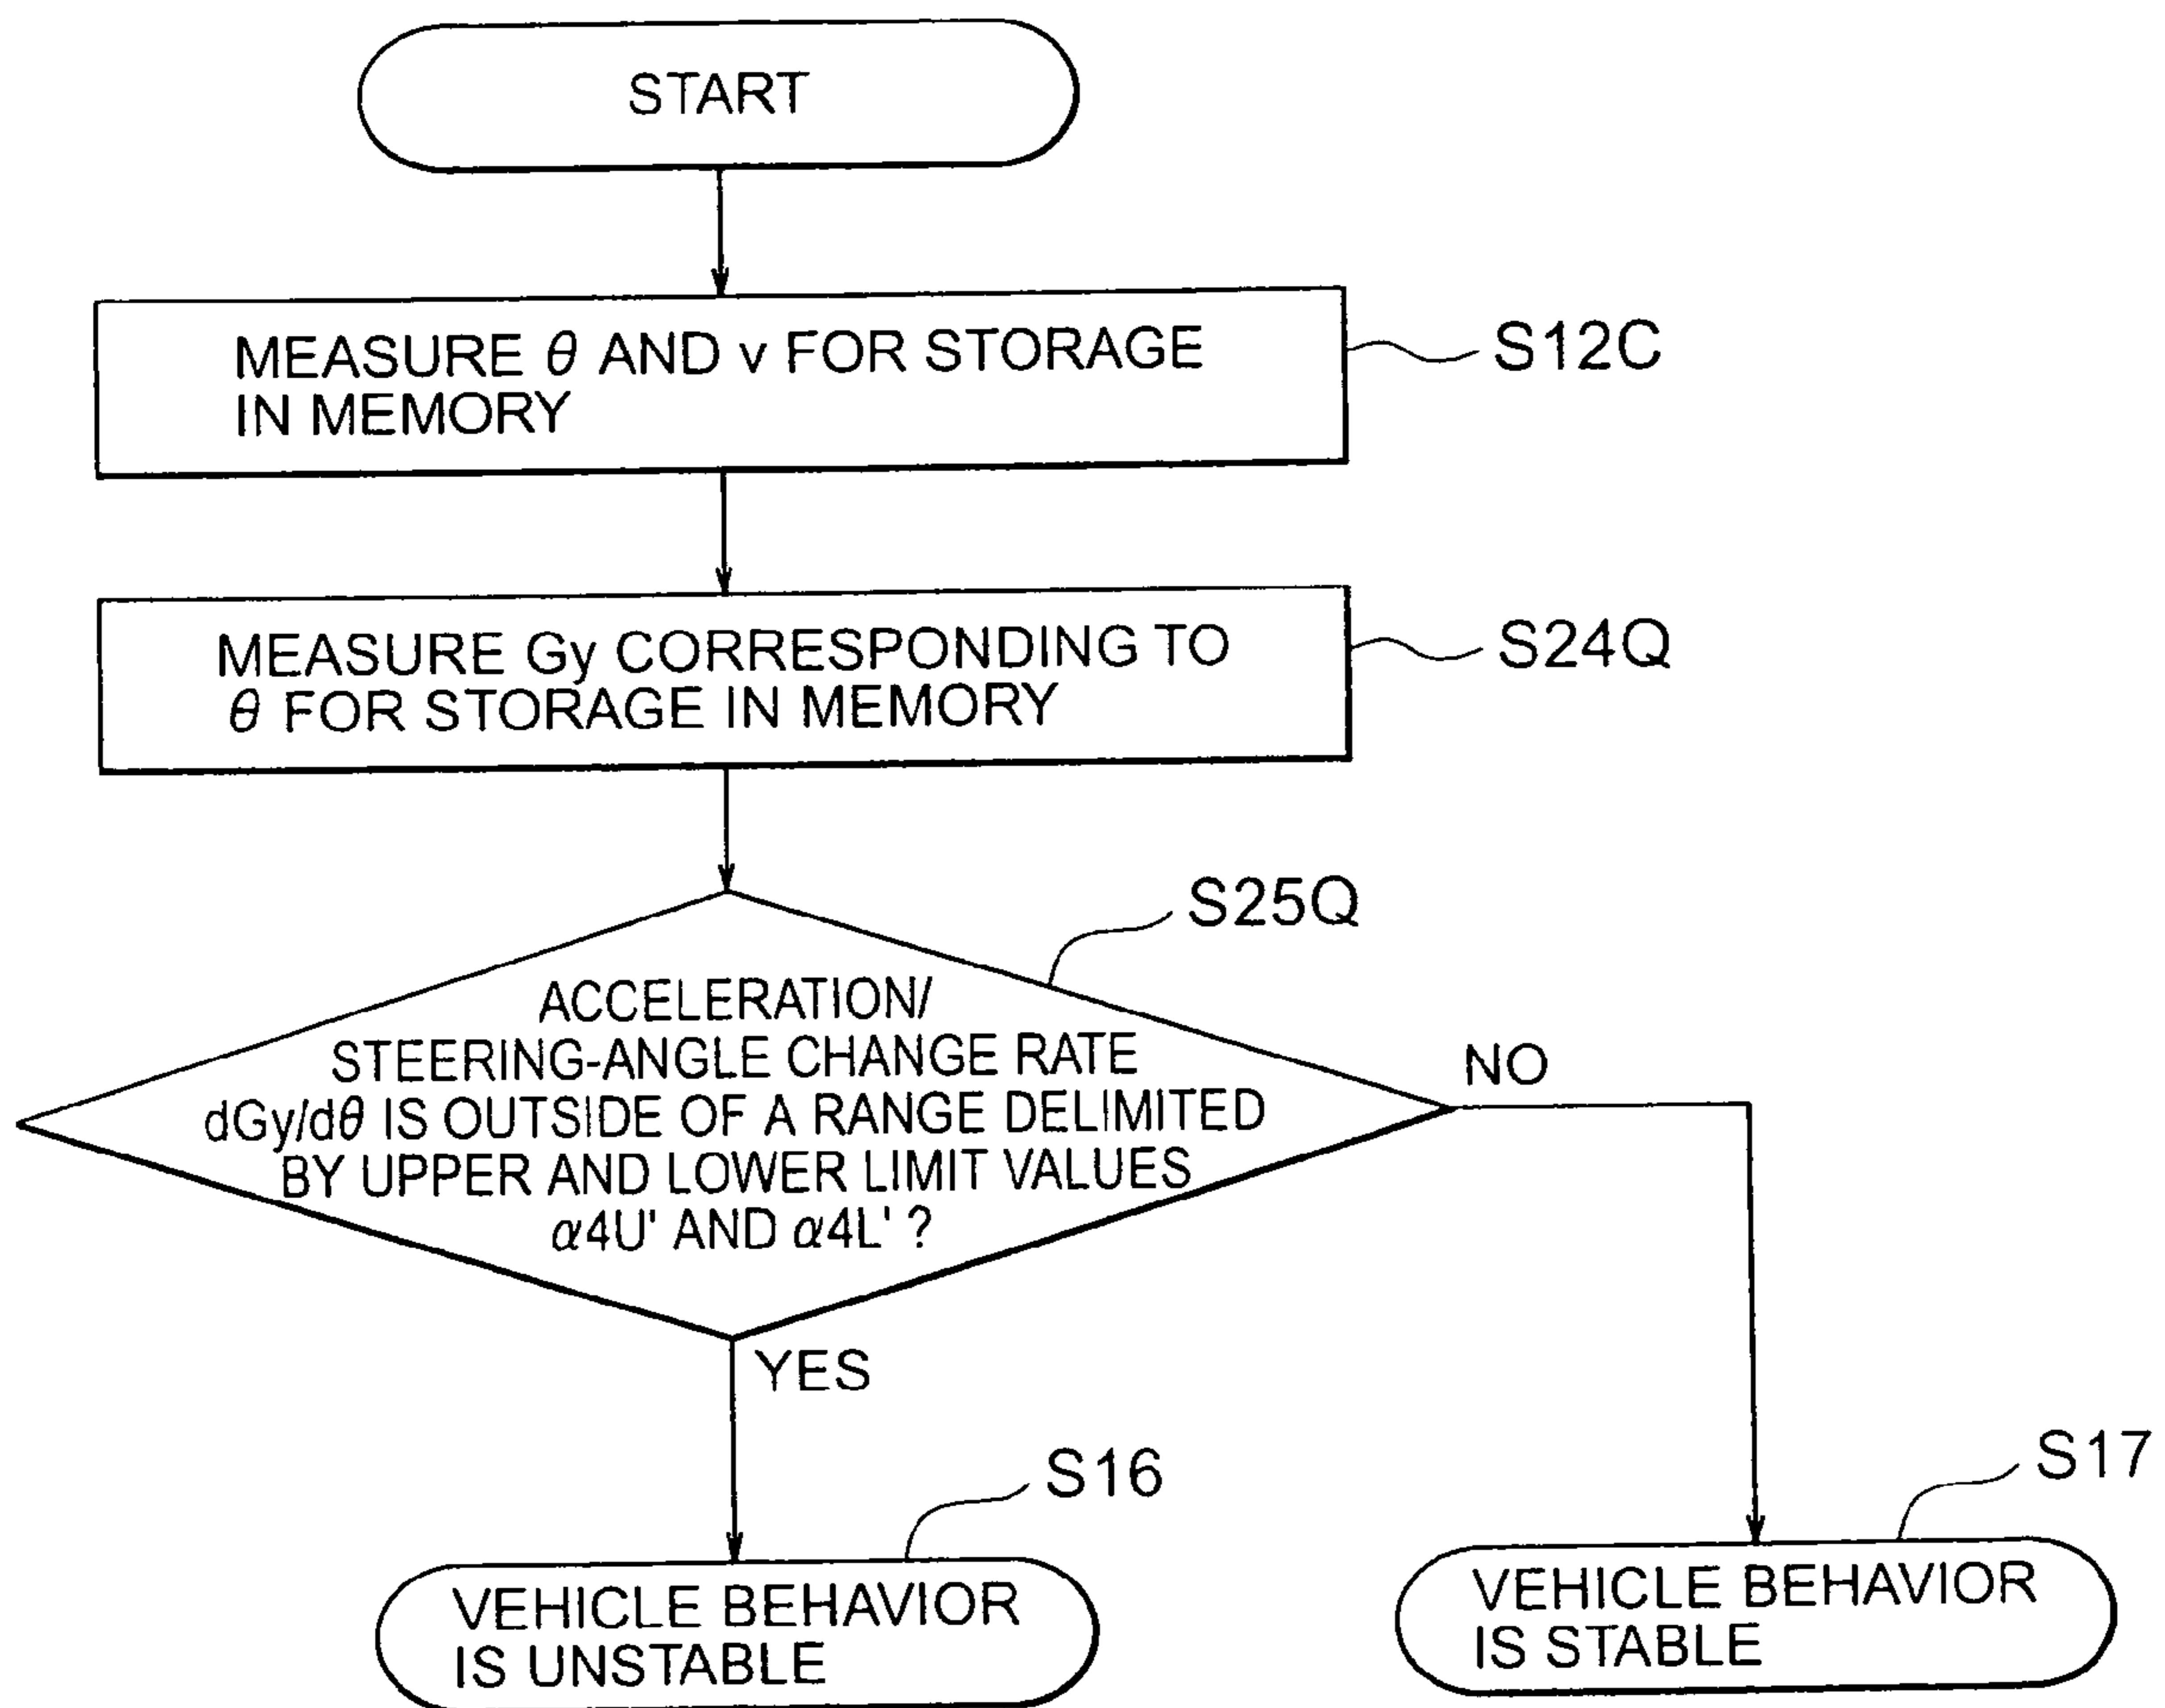 START
MEASURE θ AND v FOR STORAGE
IN MEMORY
S12C
MEASURE Gy CORRESPONDING TO
θ FOR STORAGE IN MEMORY
S24Q
S25Q
ACCELERATION/
STEERING-ANGLE CHANGE RATE
dGy/dθ IS OUTSIDE OF A RANGE DELIMITED
BY UPPER AND LOWER LIMIT VALUES
α4U' AND α4L' ?
NO
YES
S16
VEHICLE BEHAVIOR
IS UNSTABLE
S17
VEHICLE BEHAVIOR
IS STABLE